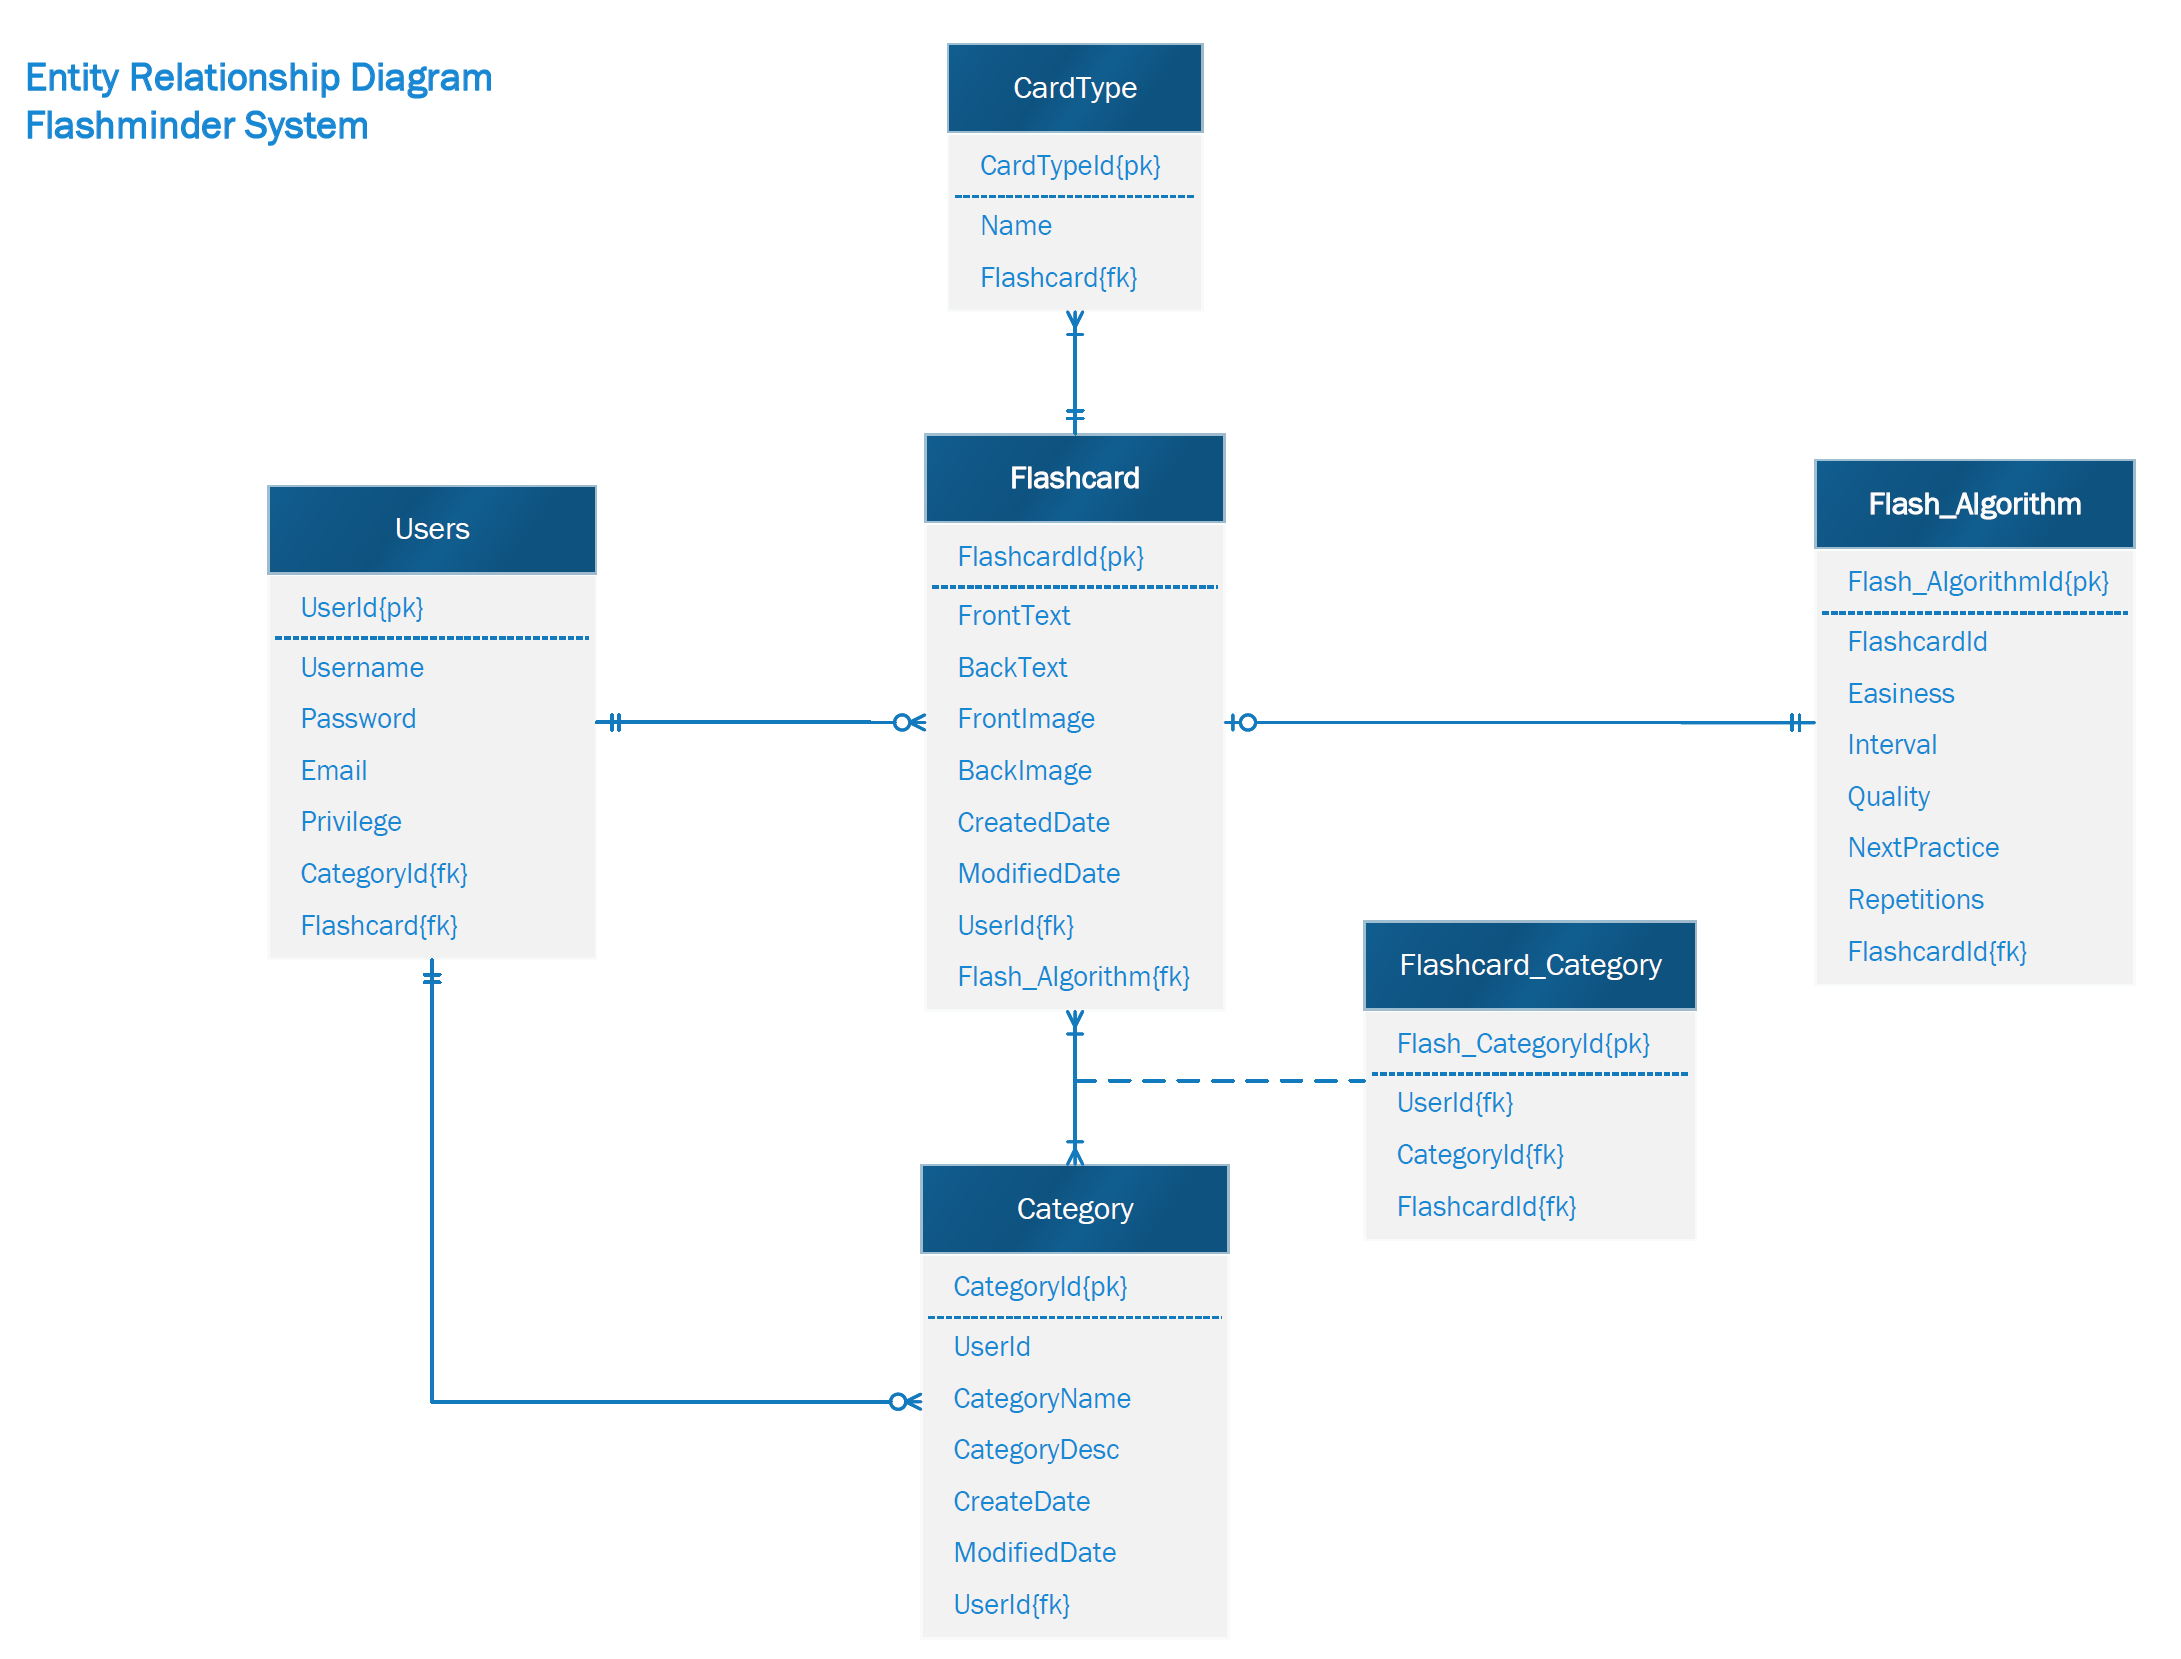 Entity Relationship Diagram
Flashminder System
CardType
CardTypeId{pk}
Name
Flashcard{fk}
Users
UserId{pk}
Username
Password
Email
Privilege
CategoryId{fk}
Flashcard{fk}
Flashcard
FlashcardId{pk}
FrontText
BackText
FrontImage
BackImage
CreatedDate
ModifiedDate
UserId{fk}
Flash_Algorithm{fk}
Flash_Algorithm
Flash_AlgorithmId{pk}
FlashcardId
Easiness
Interval
Quality
NextPractice
Repetitions
FlashcardId{fk}
Flashcard_Category
Flash_CategoryId{pk}
UserId{fk}
CategoryId{fk}
FlashcardId{fk}
Category
CategoryId{pk}
UserId
CategoryName
CategoryDesc
CreateDate
ModifiedDate
UserId{fk}